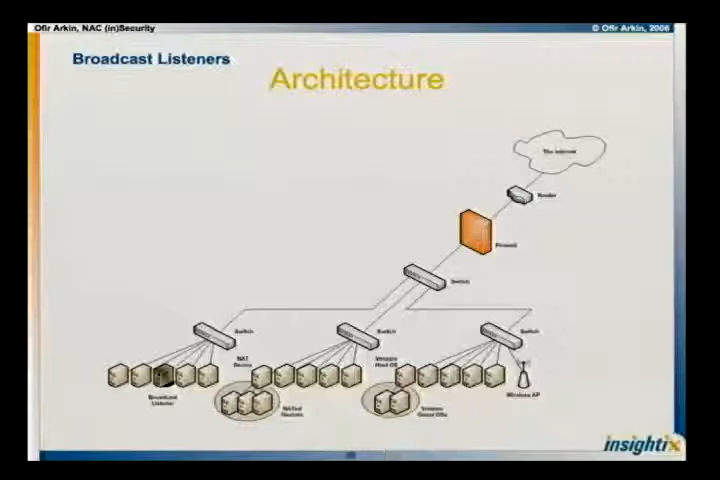 Ofir Arkin, NAC (in)Security
© Ofir Arkin, 2006
Broadcast Listeners
Architecture
The Internet
Router
Firewall
Switch
Switch
Switch
Switch
NAT
Device
Vmware
Host OS
Broadcast
Listener
NATed
Devices
Vmware
Guest OSs
Wireless AP
insightix